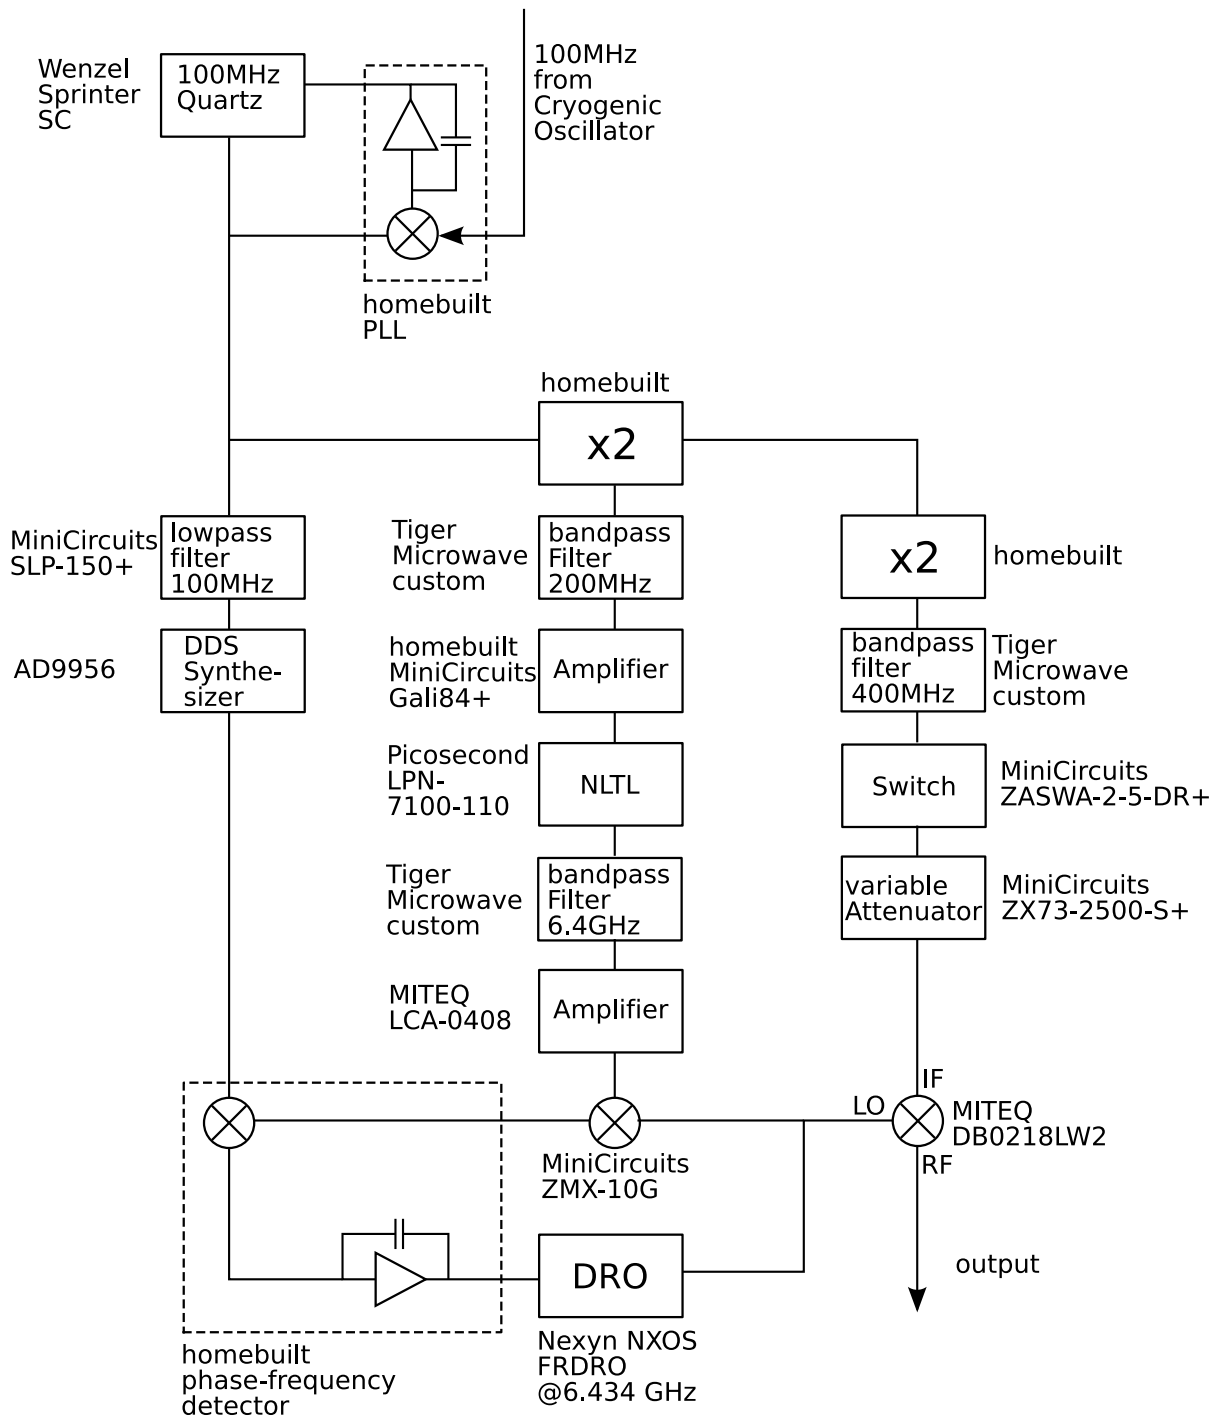 Wenzel
Sprinter
SC
100MHz
Quartz
100MHz
from
Cryogenic
Oscillator
homebuilt
PLL
homebuilt
x2
MiniCircuits
SLP-150+
lowpass
filter
100MHz
Tiger
Microwave
custom
bandpass
Filter
200MHz
x2
homebuilt
AD9956
DDS
Synthe-
sizer
homebuilt
MiniCircuits
Gali84+
Amplifier
bandpass
filter
400MHz
Tiger
Microwave
custom
Picosecond
LPN-
7100-110
NLTL
Switch
MiniCircuits
ZASWA-2-5-DR+
Tiger
Microwave
custom
bandpass
Filter
6.4GHz
variable
Attenuator
MiniCircuits
ZX73-2500-S+
MITEQ
LCA-0408
Amplifier
IF
LO
MITEQ
DB0218LW2
RF
MiniCircuits
ZMX-10G
DRO
output
Nexyn NXOS
FRDRO
@6.434 GHz
homebuilt
phase-frequency
detector